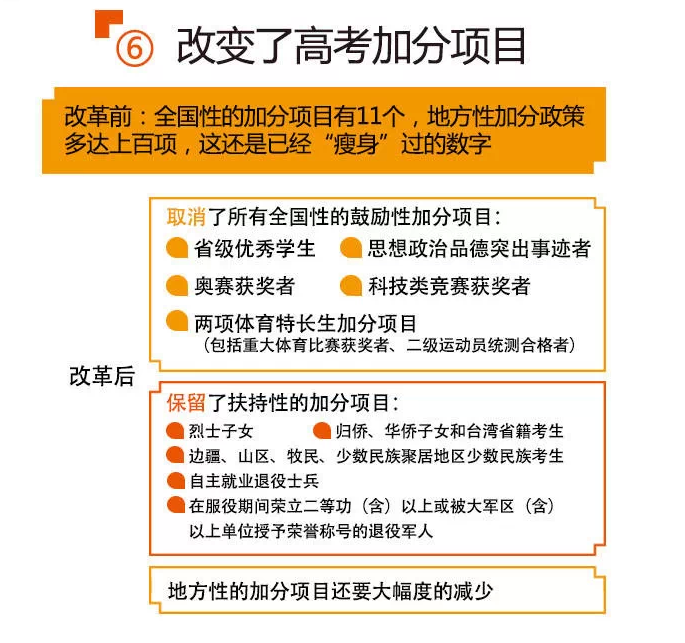 ⑥ 改变了高考加分项目
改革前：全国性的加分项目有11个，地方性加分政策
多达上百项，这还是已经“瘦身”过的数字
改革后
取消了所有全国性的鼓励性加分项目：
省级优秀学生 思想政治品德突出事迹者
奥赛获奖者 科技类竞赛获奖者
两项体育特长生加分项目
（包括重大体育比赛获奖者、二级运动员统测合格者）
保留了扶持性的加分项目：
烈士子女 归侨、华侨子女和台湾省籍考生
边疆、山区、牧民、少数民族聚居地区少数民族考生
自主就业退役士兵
在服役期间荣立二等功（含）以上或被大军区（含）
以上单位授予荣誉称号的退役军人
地方性的加分项目还要大幅度的减少